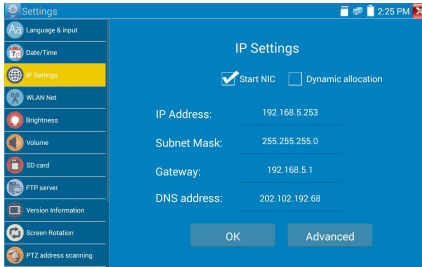 Settings
2:25 PM
Language & input
Date/Time
IP Settings
WLAN Net
Brightness
Volume
SD card
FTP server
Version Information
Screen Rotation
PTZ address scanning
IP Settings
Start NIC
Dynamic allocation
IP Address:
192.168.5.253
Subnet Mask:
255.255.255.0
Gateway:
192.168.5.1
DNS address:
202.102.192.68
OK
Advanced